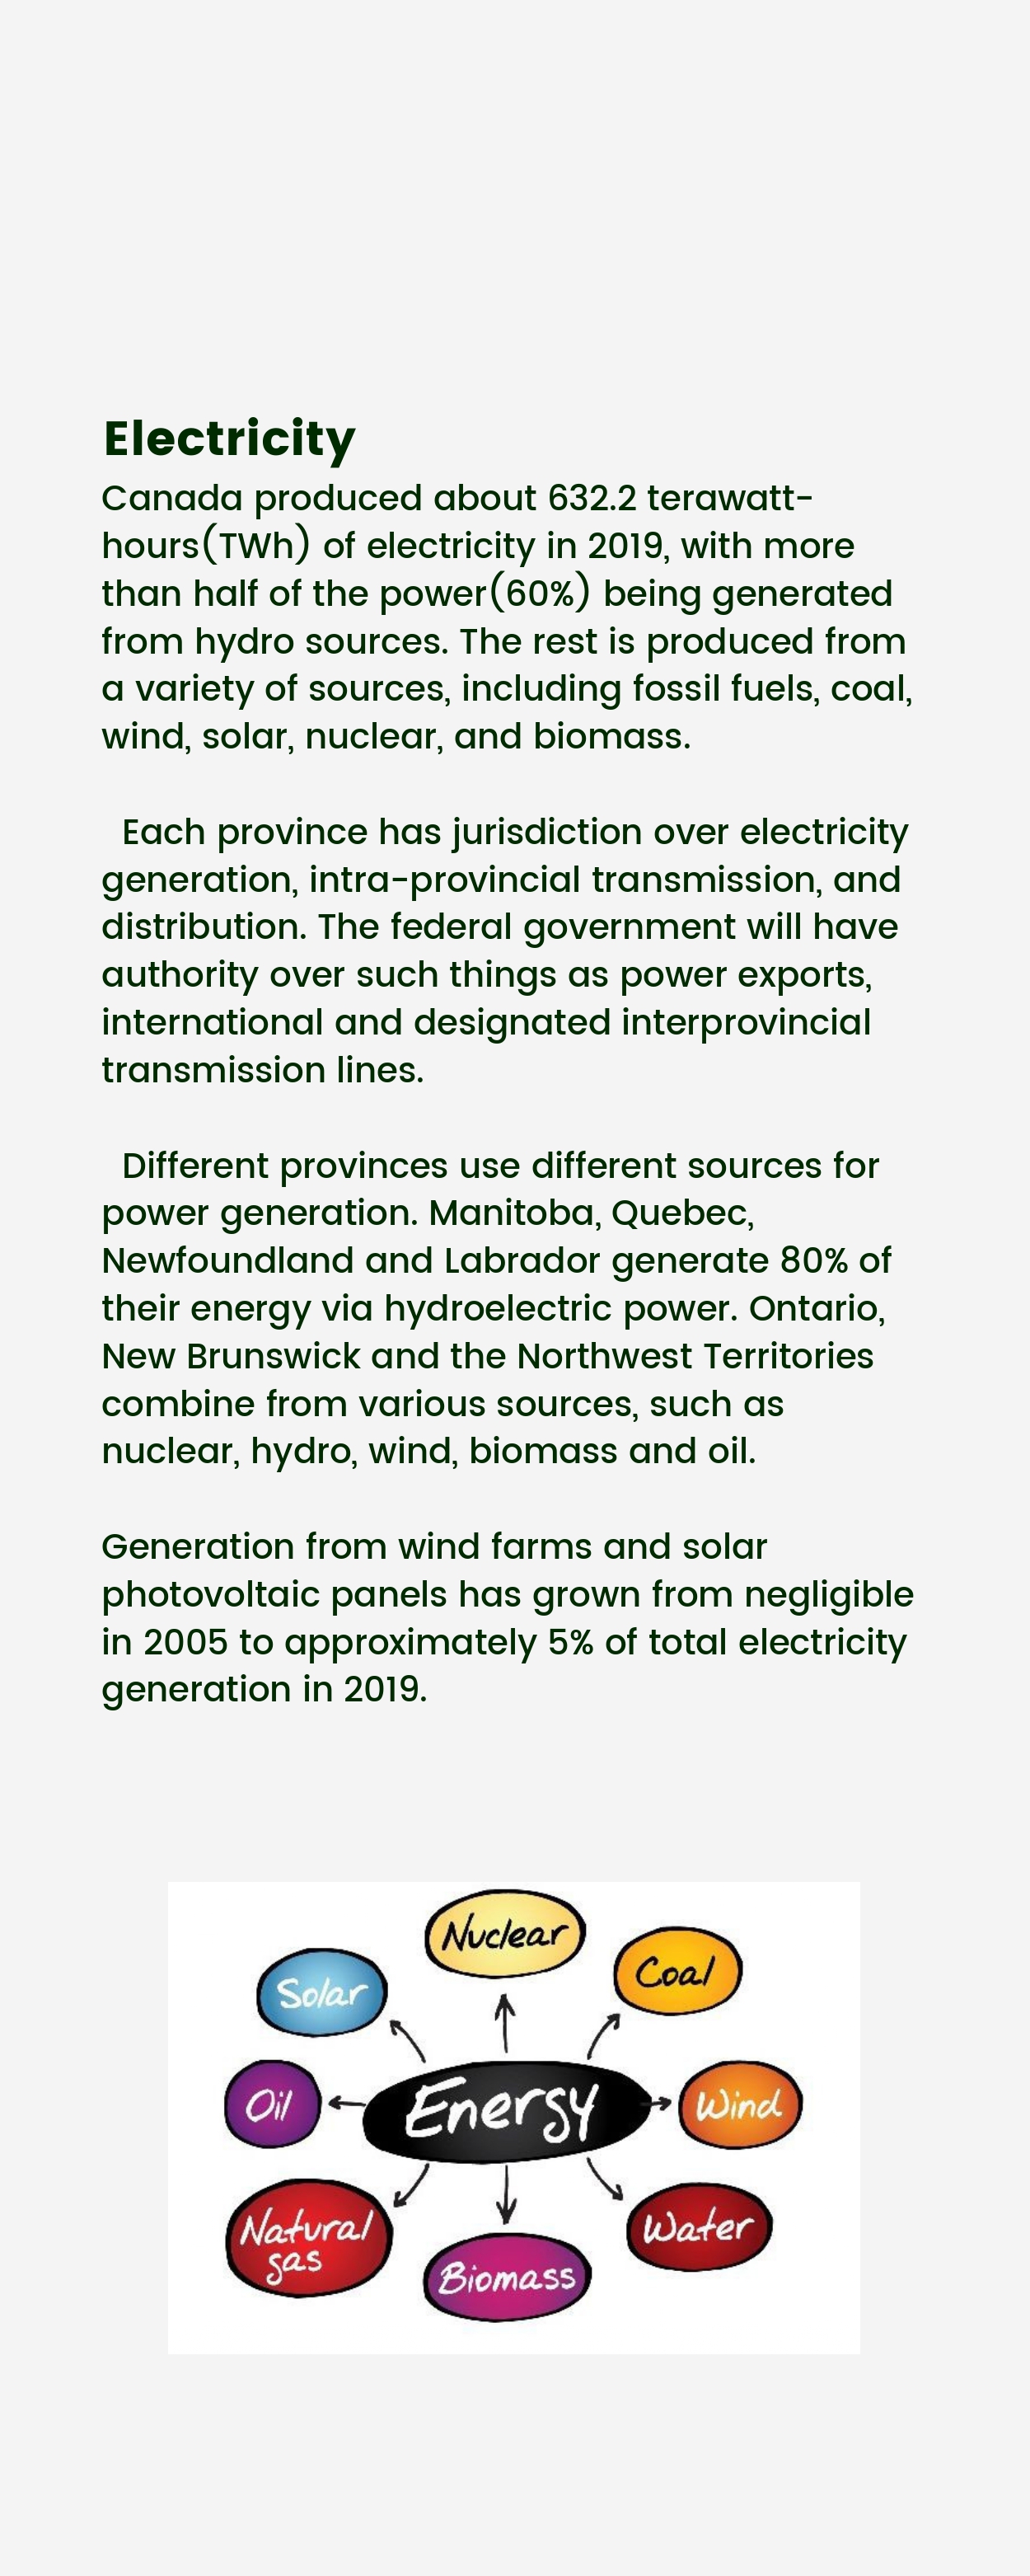 Electricity
Canada produced about 632.2 terawatt-
hours(TWh) of electricity in 2019, with more
than half of the power(60%) being generated
from hydro sources. The rest is produced from
a variety of sources, including fossil fuels, coal,
wind, solar, nuclear, and biomass.
Each province has jurisdiction over electricity
generation, intra-provincial transmission, and
distribution. The federal government will have
authority over such things as power exports,
international and designated interprovincial
transmission lines.
Different provinces use different sources for
power generation. Manitoba, Quebec,
Newfoundland and Labrador generate 80% of
their energy via hydroelectric power. Ontario,
New Brunswick and the Northwest Territories
combine from various sources, such as
nuclear, hydro, wind, biomass and oil.
Generation from wind farms and solar
photovoltaic panels has grown from negligible
in 2005 to approximately 5% of total electricity
generation in 2019.
Nuclear
Coal
Solar
Energy
Oil
Wind
Natural
gas
Water
Biomass